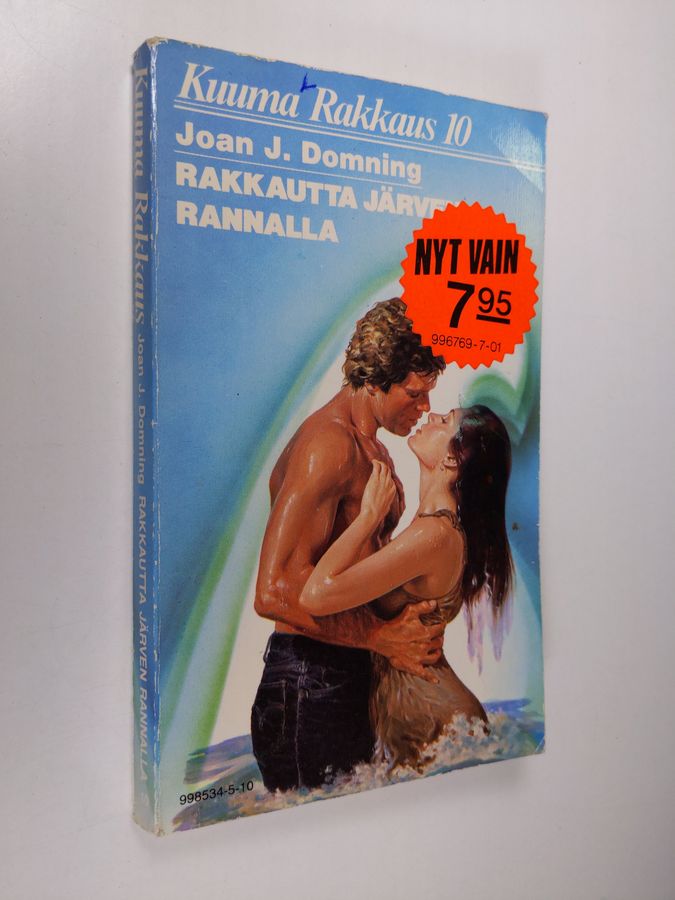 Kuuma Rakkaus 10
Joan J. Domning
RAKKAUTTA JÄRVEN
RANNALLA
NYT VAIN
7 95
996769-7-01
998534-5-10
Kuuma Rakkaus Joan J. Domning RAKKAUTTA JÄRVEN RANNALLA